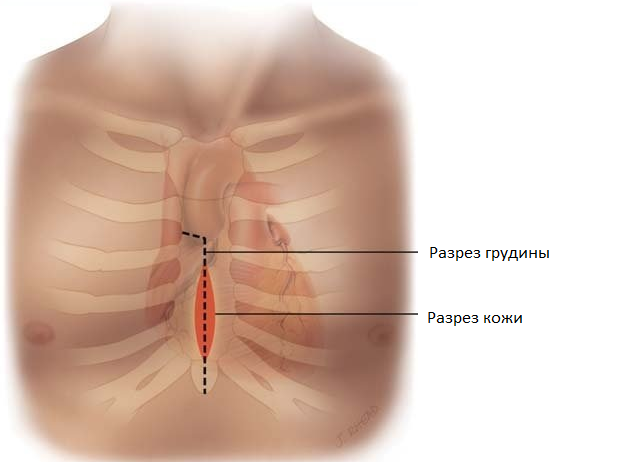 Разрез грудины
Разрез кожи